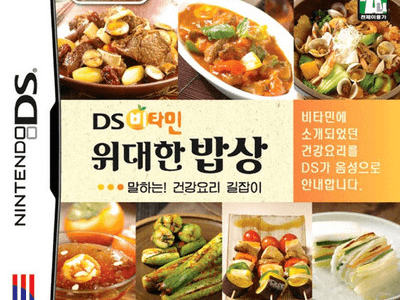 NINTENDO DS
전체이용가
DS 비타민
위대한 밥상
말하는! 건강요리 길잡이
비타민에
소개되었던
건강요리를
DS가 음성으로
안내합니다.